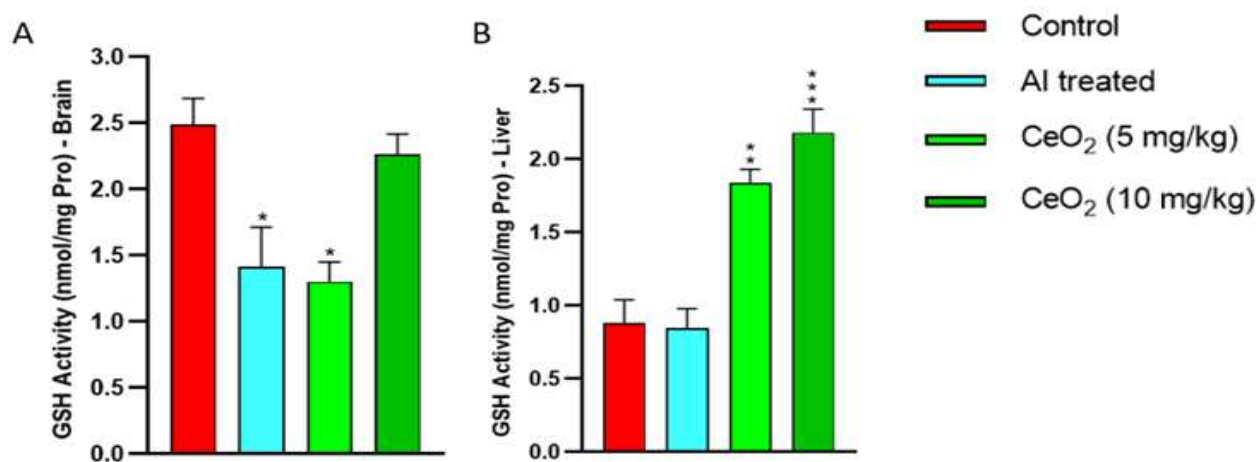 A
GSH Activity (nmol/mg Pro) - Brain
3.0
2.5
2.0
1.5
1.0
0.5
0.0
*
*
B
GSH Activity (nmol/mg Pro) - Liver
2.5
2.0
1.5
1.0
0.5
0.0
**
***
Control
Al treated
CeO₂ (5 mg/kg)
CeO₂ (10 mg/kg)